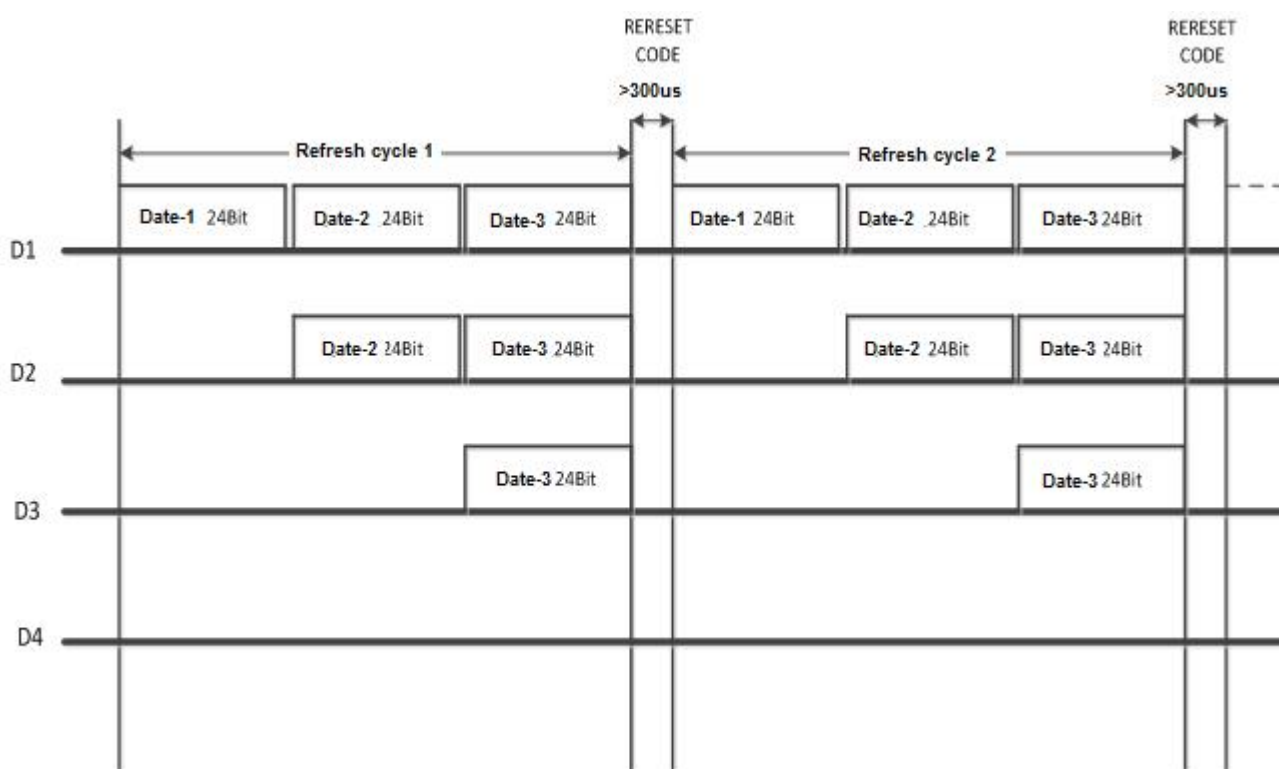 RERESET
CODE
>300us
RERESET
CODE
>300us
Refresh cycle 1
Refresh cycle 2
D1
Date-1 24Bit
Date-2 24Bit
Date-3 24Bit
Date-1 24Bit
Date-2 .24Bit
Date-3 24Bit
D2
Date-2 24Bit
Date-3 24Bit
Date-2 24Bit
Date-3 24Bit
D3
Date-3 24Bit
Date-3 24Bit
D4